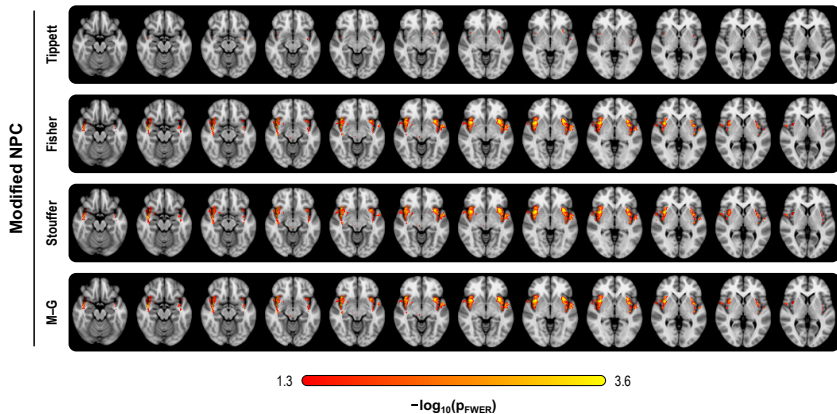 Modified NPC
Tippett
Fisher
Stouffer
M–G
1.3
3.6
−log₁₀(pFWER)